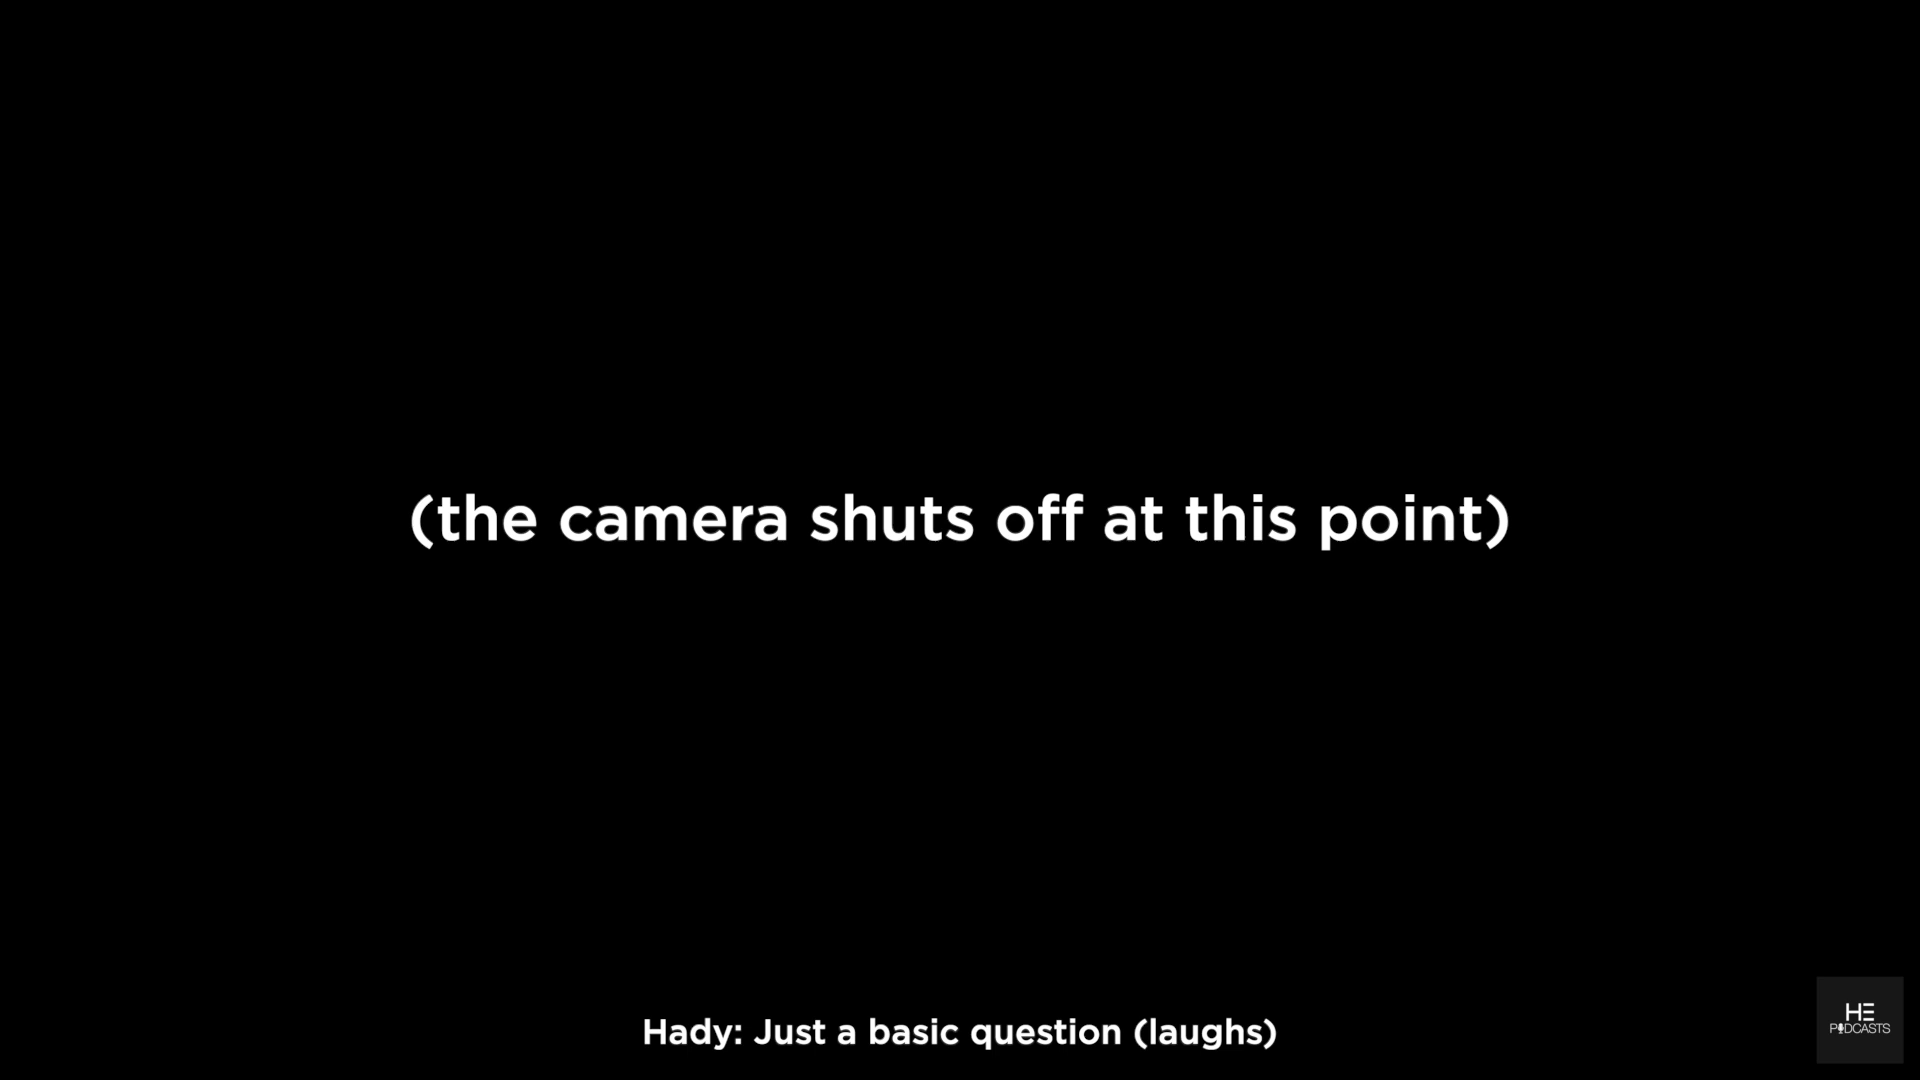 (the camera shuts off at this point)
Hady: Just a basic question (laughs)
HE
PODCASTS